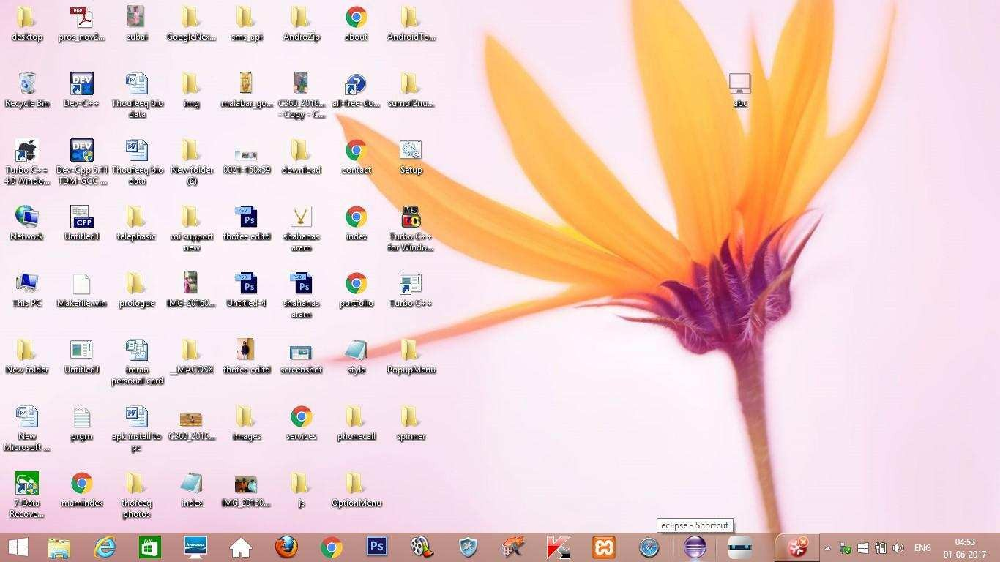 desktop
pros_nov2...
zubai
GoogleNex...
sms_api
AndroZip
about
AndroidTo...
Recycle Bin
Dev-C++
Thoufeeq bio
data
img
malabar_go...
C360_2016...
- Copy - C...
all-free-do...
sumof2nu...
abc
Turbo C++
4.0 Windo...
Dev-Cpp 5.11
TDM-GCC ...
Thoufeeq bio
data
New folder
(2)
0021-150x59
download
contact
Setup
Network
Untitled1
telephasic
mi support
new
thofee editd
shahanas
aram
index
Turbo C++
for Windo...
This PC
Makefile.win
prologue
IMG-20160...
Untitled-4
shahanas
aram
portfolio
Turbo C++
New folder
Untitled1
imran
personal card
__MACOSX
thofee editd
screenshot
style
PopupMenu
New
Microsoft ...
prgm
apk install to
pc
C360_2015...
images
services
phonecall
spinner
7-Data
Recove...
mamindex
thofeeq
photos
index
IMG_20150...
js
OptionMenu
eclipse - Shortcut
ENG
04:53
01-06-2017